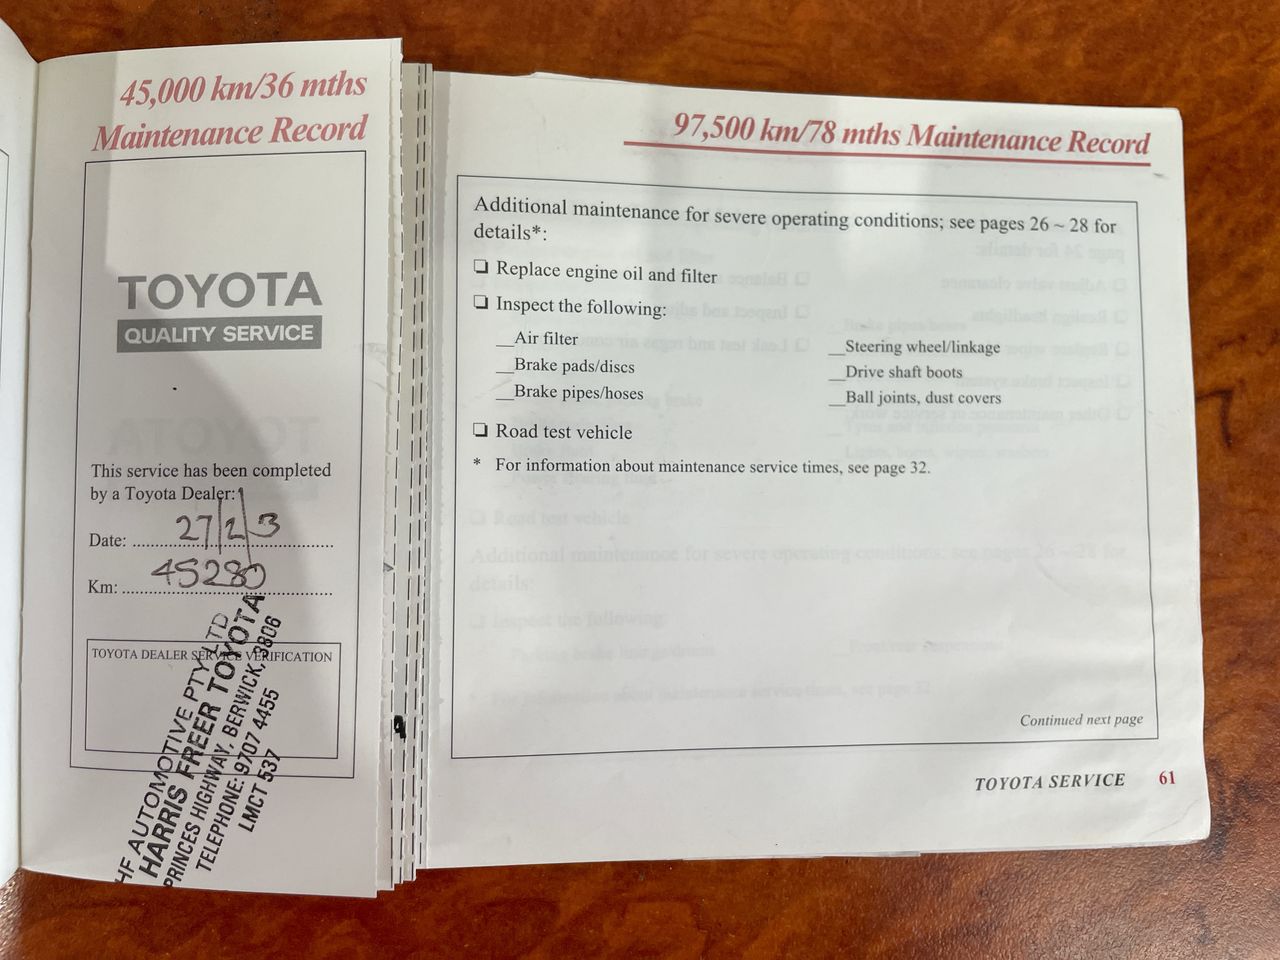 45,000 km/36 mths
Maintenance Record
TOYOTA
QUALITY SERVICE
This service has been completed
by a Toyota Dealer:
Date: 27/2/3
Km: 45280
TOYOTA DEALER SERVICE VERIFICATION
HF AUTOMOTIVE PTY LTD
HARRIS FREER TOYOTA
PRINCES HIGHWAY, BERWICK, 3806
TELEPHONE: 9707 4455
LMCT 537
97,500 km/78 mths Maintenance Record
Additional maintenance for severe operating conditions; see pages 26 ~ 28 for
details*:
❏ Replace engine oil and filter
❏ Inspect the following:
__Air filter
__Steering wheel/linkage
__Brake pads/discs
__Drive shaft boots
__Brake pipes/hoses
__Ball joints, dust covers
❏ Road test vehicle
* For information about maintenance service times, see page 32.
Continued next page
TOYOTA SERVICE 61